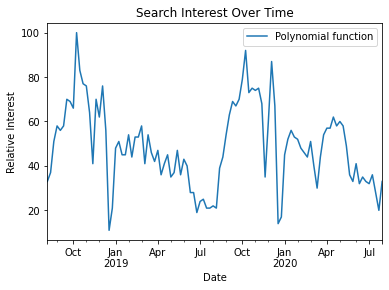 Search Interest Over Time
Polynomial function
Relative Interest
100
80
60
40
20
Oct
Jan
2019
Apr
Jul
Oct
Jan
2020
Apr
Jul
Date